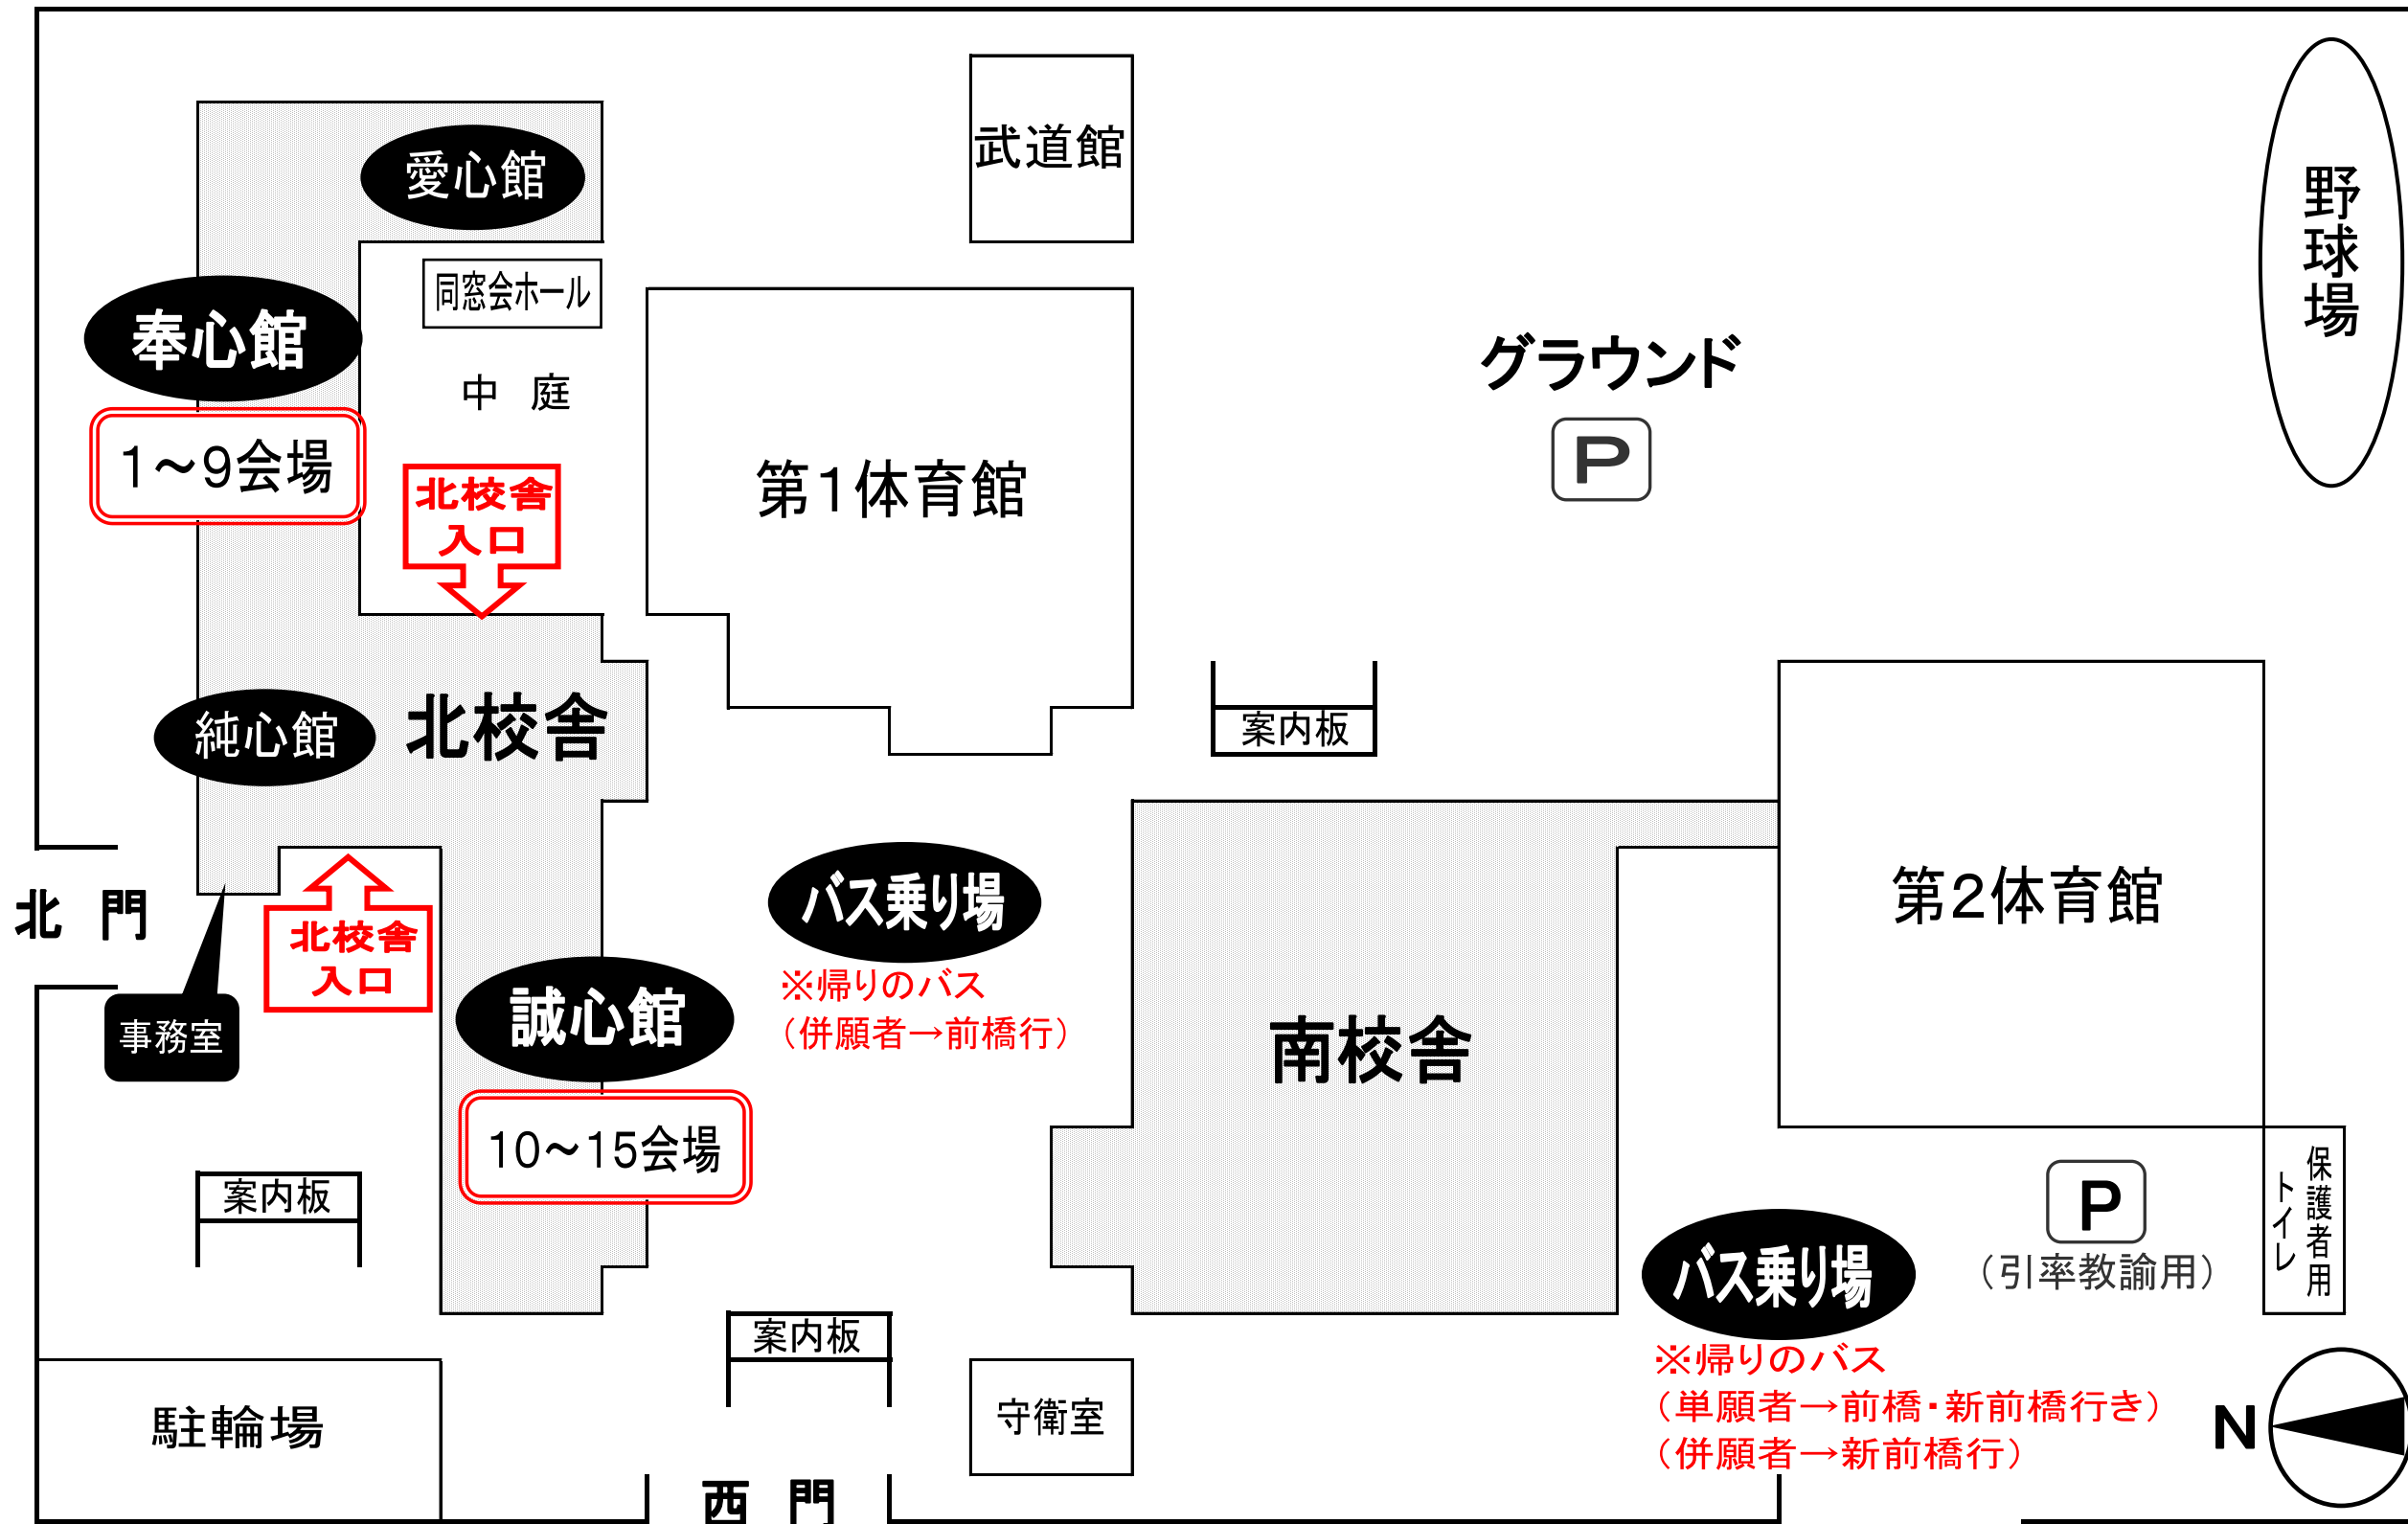 愛心館
武道館
野球場
同窓会ホール
奉心館
中 庭
グラウンド
P
1～9会場
北校舎
入口
第1体育館
純心館
北校舎
案内板
北 門
北校舎
入口
バス乗り場
※帰りのバス
（併願者→前橋行）
第2体育館
事務室
誠心館
10～15会場
南校舎
案内板
保護者用
トイレ
P
（引率教諭用）
バス乗り場
※帰りのバス
（単願者→前橋・新前橋行き）
（併願者→新前橋行）
案内板
守衛室
駐輪場
N
西 門